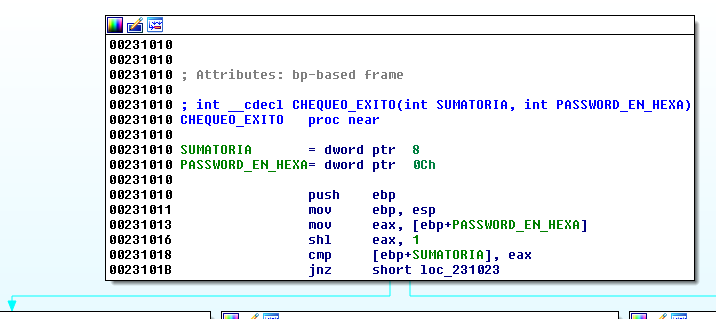 00231010
00231010
00231010 ; Attributes: bp-based frame
00231010
00231010 ; int __cdecl CHEQUEO_EXITO(int SUMATORIA, int PASSWORD_EN_HEXA)
00231010 CHEQUEO_EXITO proc near
00231010
00231010 SUMATORIA = dword ptr 8
00231010 PASSWORD_EN_HEXA= dword ptr 0Ch
00231010
00231010 push ebp
00231011 mov ebp, esp
00231013 mov eax, [ebp+PASSWORD_EN_HEXA]
00231016 shl eax, 1
00231018 cmp [ebp+SUMATORIA], eax
0023101B jnz short loc_231023